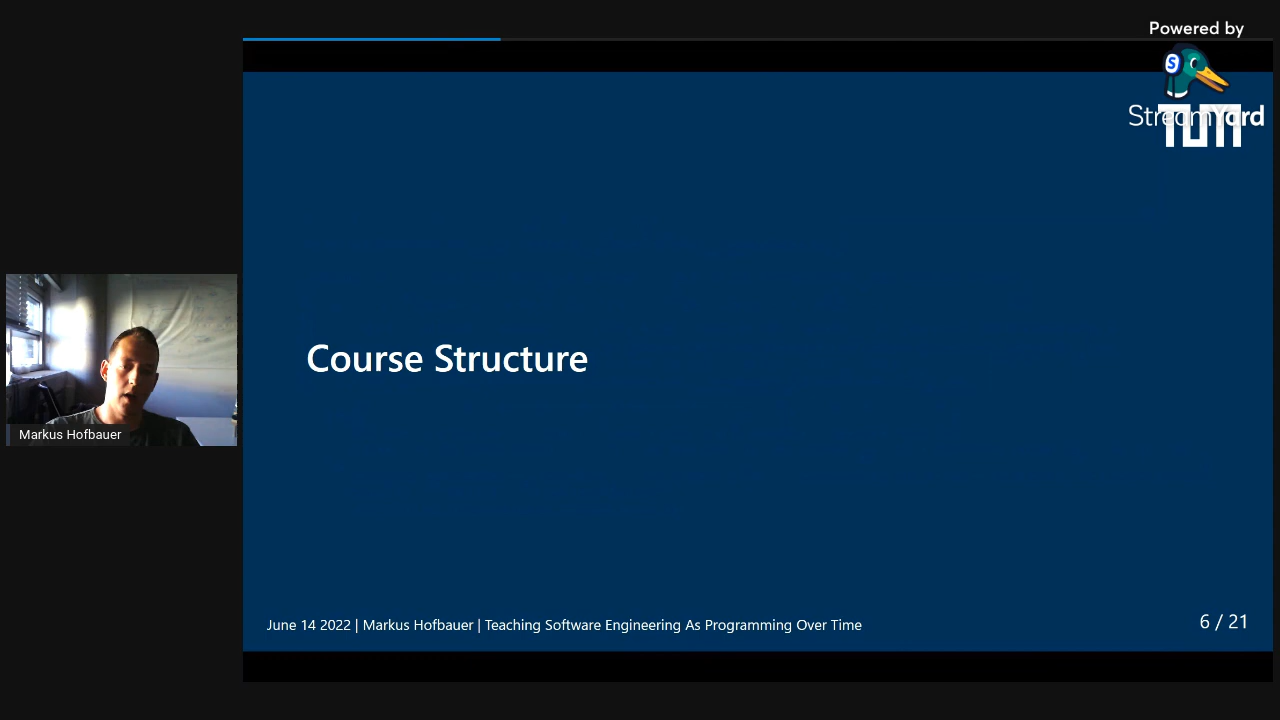 Powered by
S
StreamYard
TUM
Course Structure
Markus Hofbauer
June 14 2022 | Markus Hofbauer | Teaching Software Engineering As Programming Over Time
6 / 21